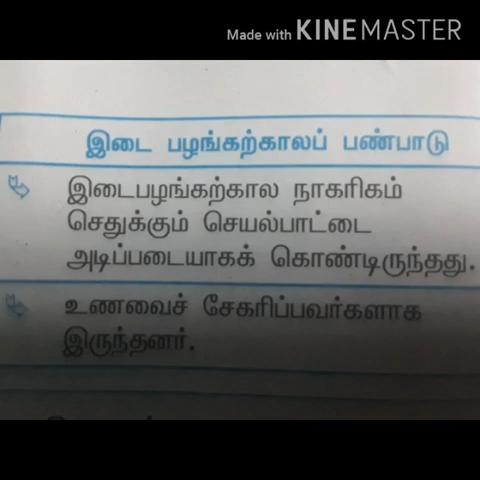 Made with KINEMASTER
இடை பழங்கற்காலப் பண்பாடு
இடைபழங்கற்கால நாகரிகம்
செதுக்கும் செயல்பாட்டை
அடிப்படையாகக் கொண்டிருந்தது.
உணவைச் சேகரிப்பவர்களாக
இருந்தனர்.